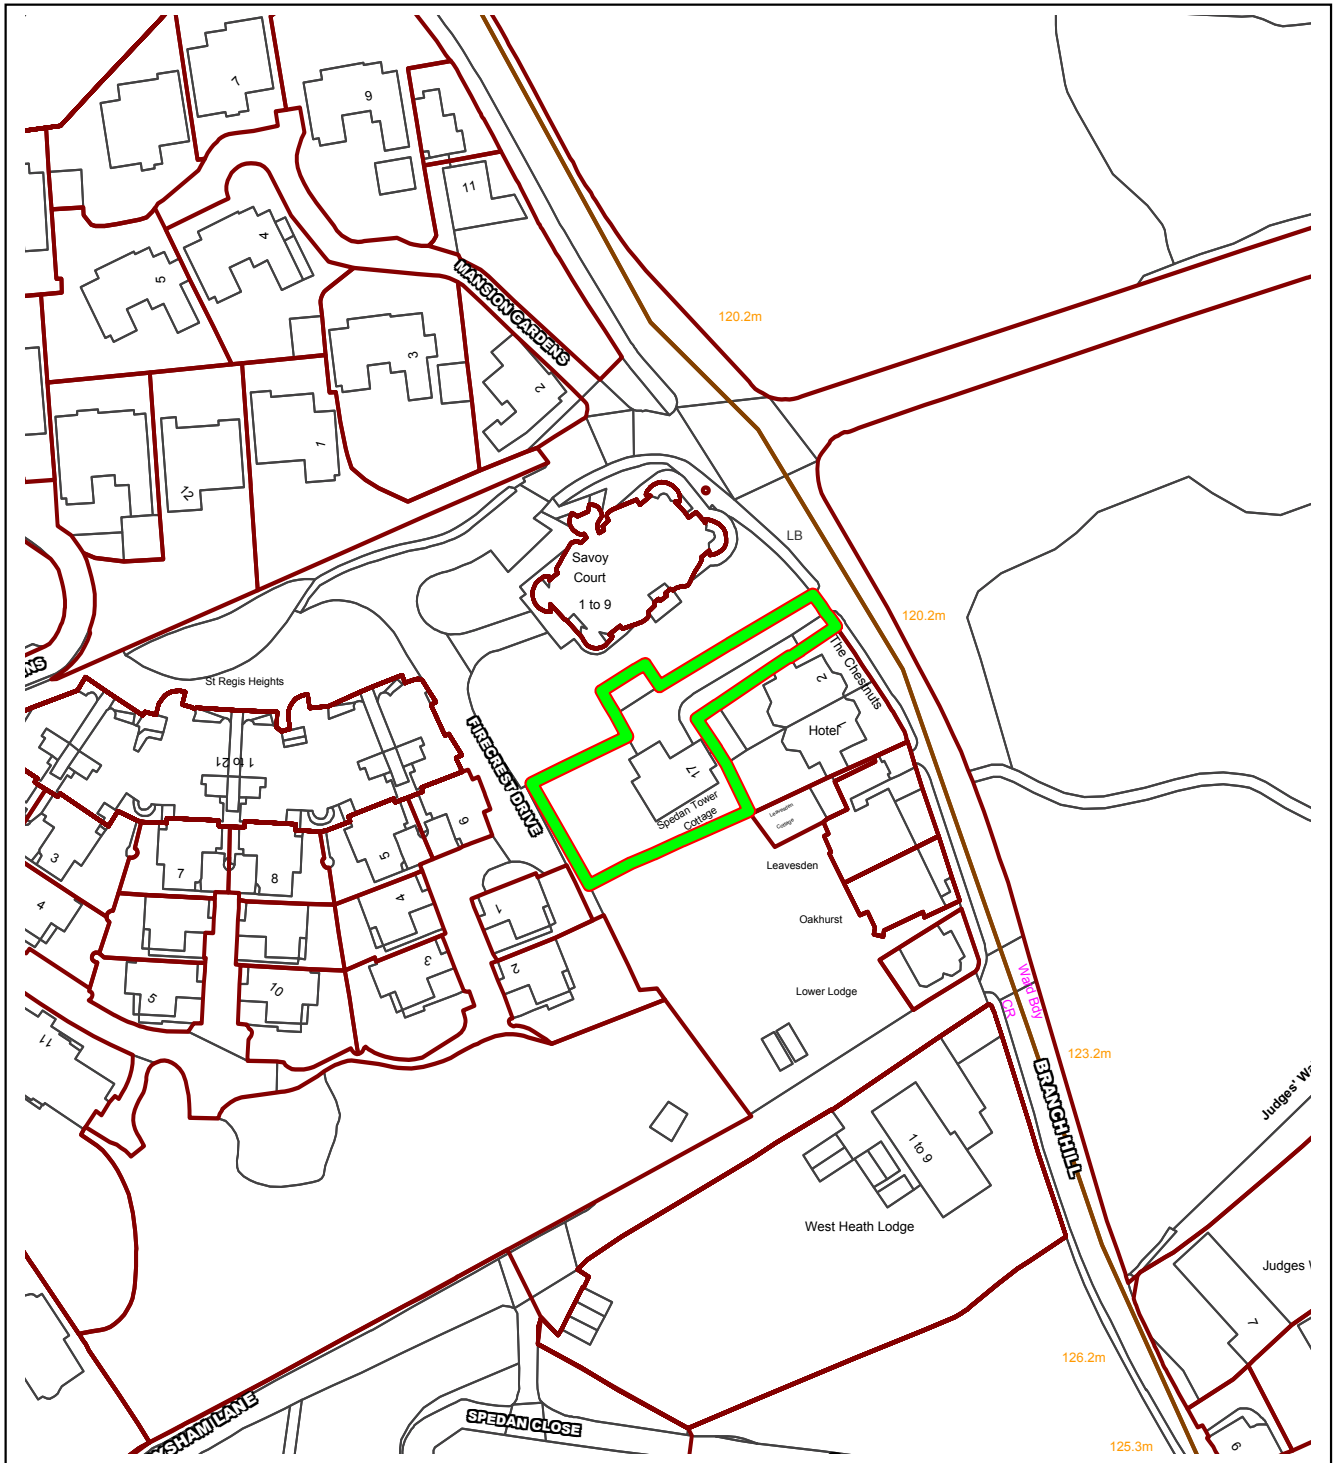 7
9
11
4
5
MANSION GARDENS
120.2m
3
2
1
12
LB
Savoy
Court
1 to 9
120.2m
The Chestnuts
2
St Regis Heights
1
Hotel
FIRECREST DRIVE
1 to 21
17
Spedan Tower
Cottage
Leavesden
Cottage
6
3
7
8
5
Leavesden
4
4
1
Oakhurst
3
2
5
10
Lower Lodge
Ward Bdy
CR
11
123.2m
BRANCH HILL
1 to 9
West Heath Lodge
Judges
7
126.2m
SPEDAN CLOSE
LANE
125.3m
6